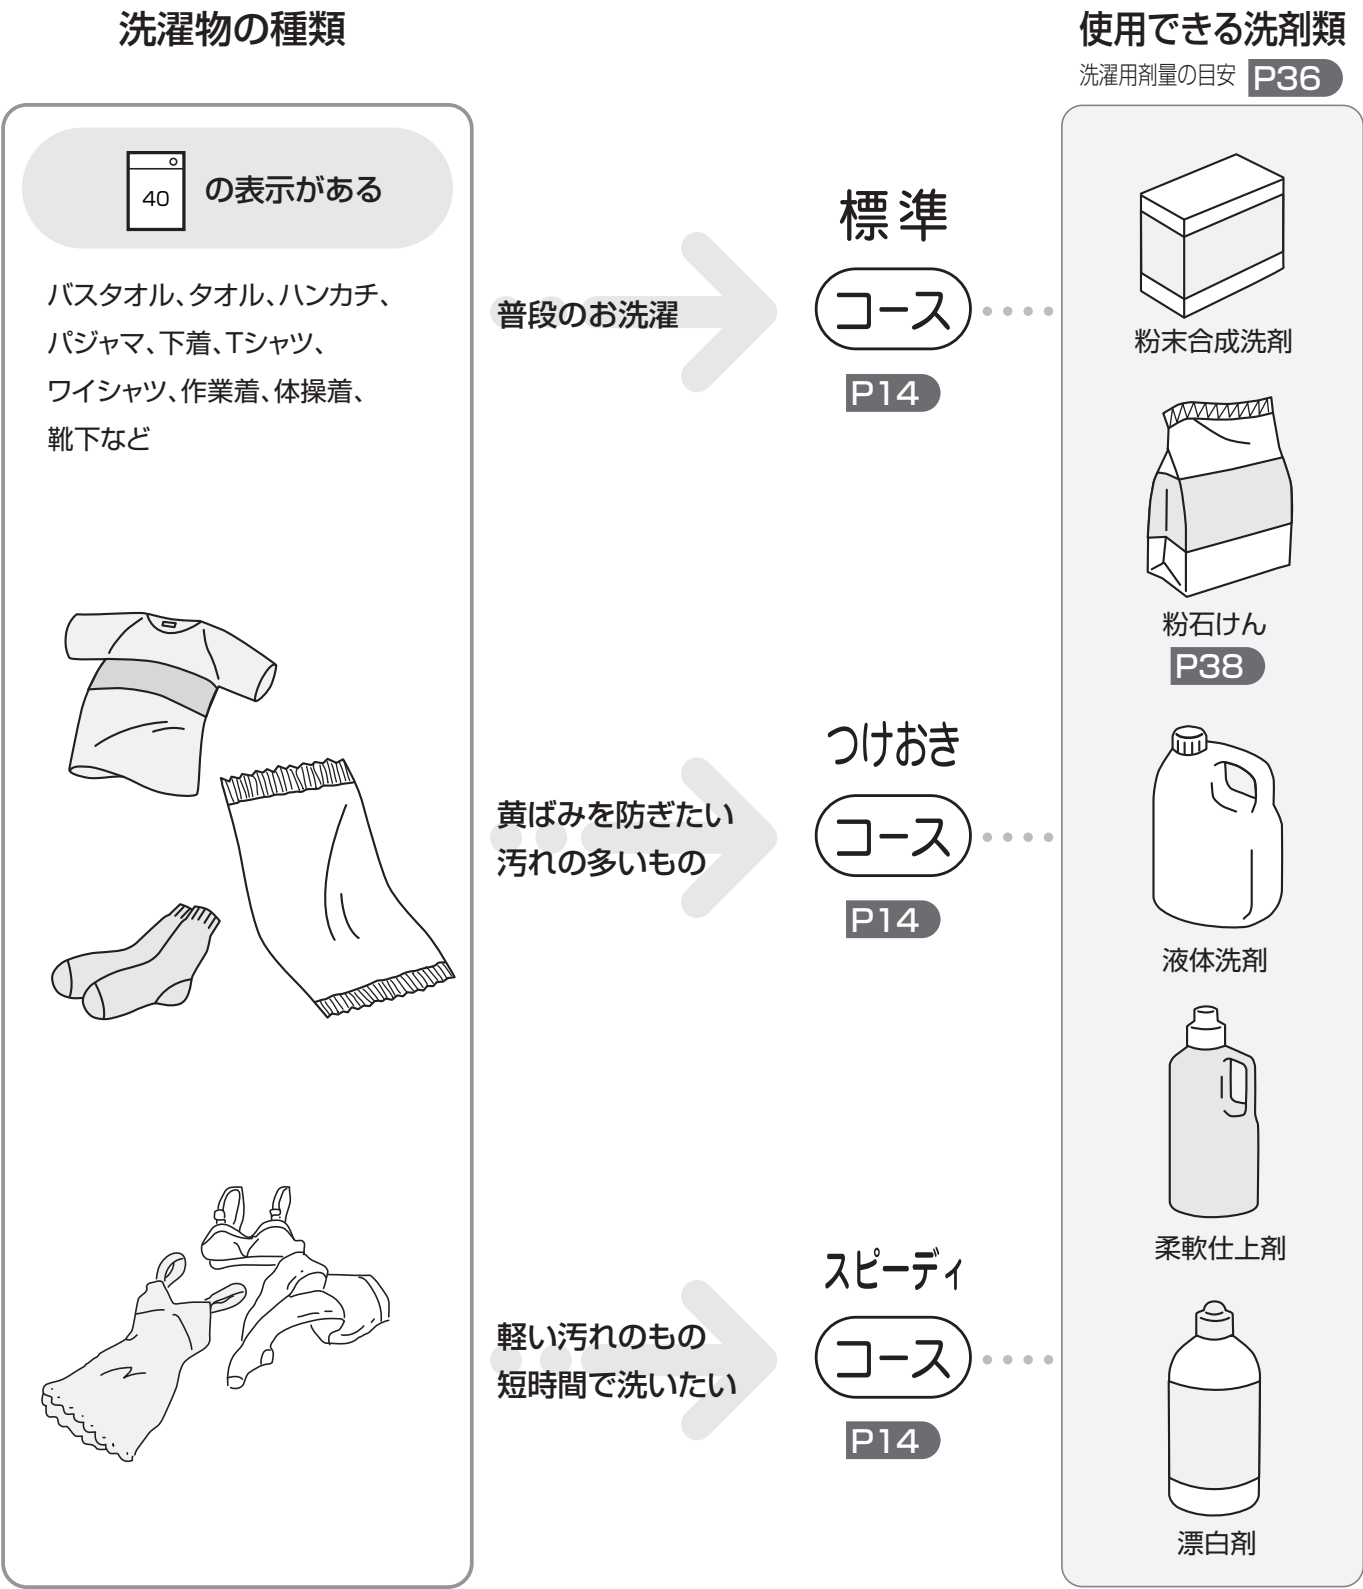 洗濯物の種類
使用できる洗剤類
洗濯用剤量の目安 P36
40 の表示がある
バスタオル、タオル、ハンカチ、
パジャマ、下着、Tシャツ、
ワイシャツ、作業着、体操着、
靴下など
普段のお洗濯
標準
コース
P14
黄ばみを防ぎたい
汚れの多いもの
つけおき
コース
P14
軽い汚れのもの
短時間で洗いたい
スピーディ
コース
P14
粉末合成洗剤
粉石けん
P38
液体洗剤
柔軟仕上剤
漂白剤